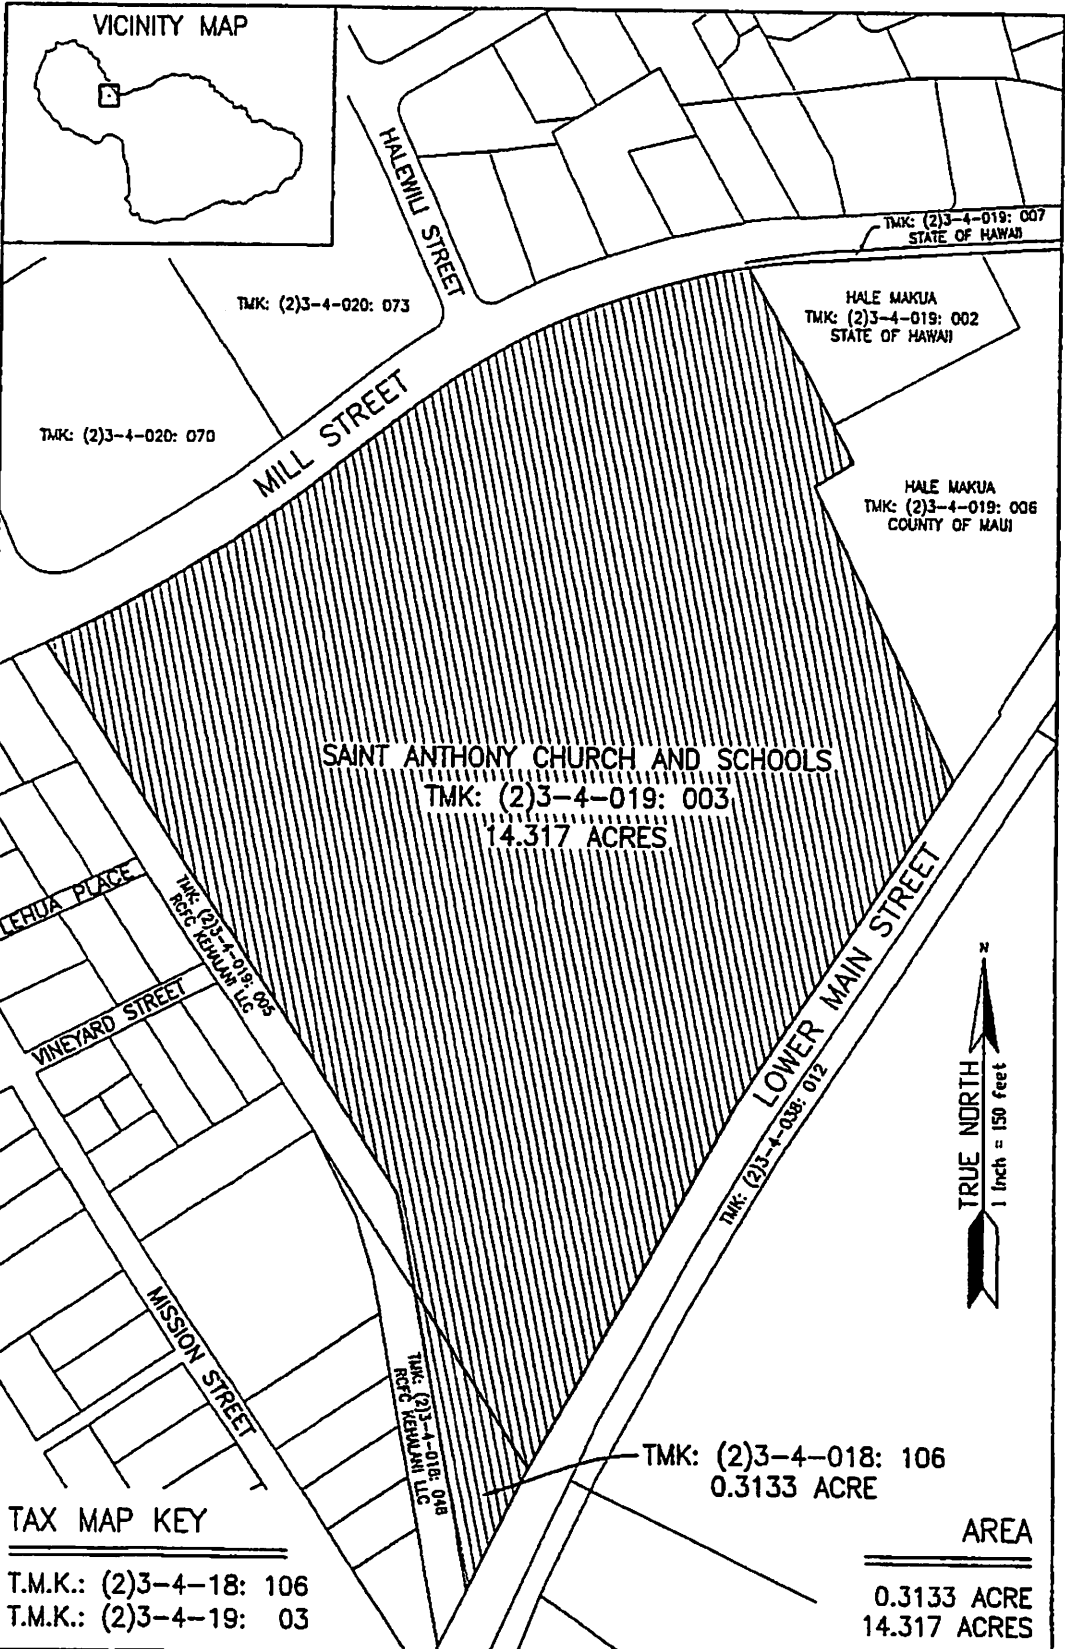 VICINITY MAP
HALEWILI STREET
TMK: (2)3-4-019: 007
STATE OF HAWAII
TMK: (2)3-4-020: 073
HALE MAKUA
TMK: (2)3-4-019: 002
STATE OF HAWAII
MILL STREET
TMK: (2)3-4-020: 070
HALE MAKUA
TMK: (2)3-4-019: 006
COUNTY OF MAUI
SAINT ANTHONY CHURCH AND SCHOOLS
TMK: (2)3-4-019: 003
14.317 ACRES
LEHUA PLACE
TMK: (2)3-4-019: 005
RCFC KEHALANI LLC
VINEYARD STREET
LOWER MAIN STREET
TMK: (2)3-4-038: 012
N
TRUE NORTH
1 Inch = 150 feet
MISSION STREET
TMK: (2)3-4-018: 048
RCFC KEHALANI LLC
TMK: (2)3-4-018: 106
0.3133 ACRE
TAX MAP KEY
T.M.K.: (2)3-4-18: 106
T.M.K.: (2)3-4-19: 03
AREA
0.3133 ACRE
14.317 ACRES